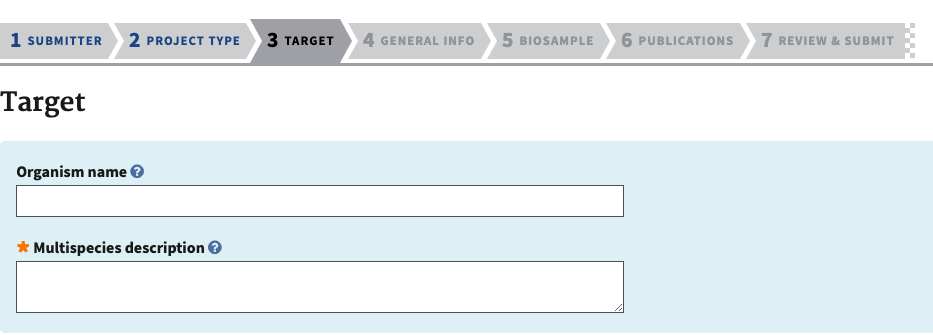 1 SUBMITTER 2 PROJECT TYPE 3 TARGET 4 GENERAL INFO 5 BIOSAMPLE 6 PUBLICATIONS 7 REVIEW & SUBMIT
Target
Organism name ?
* Multispecies description ?